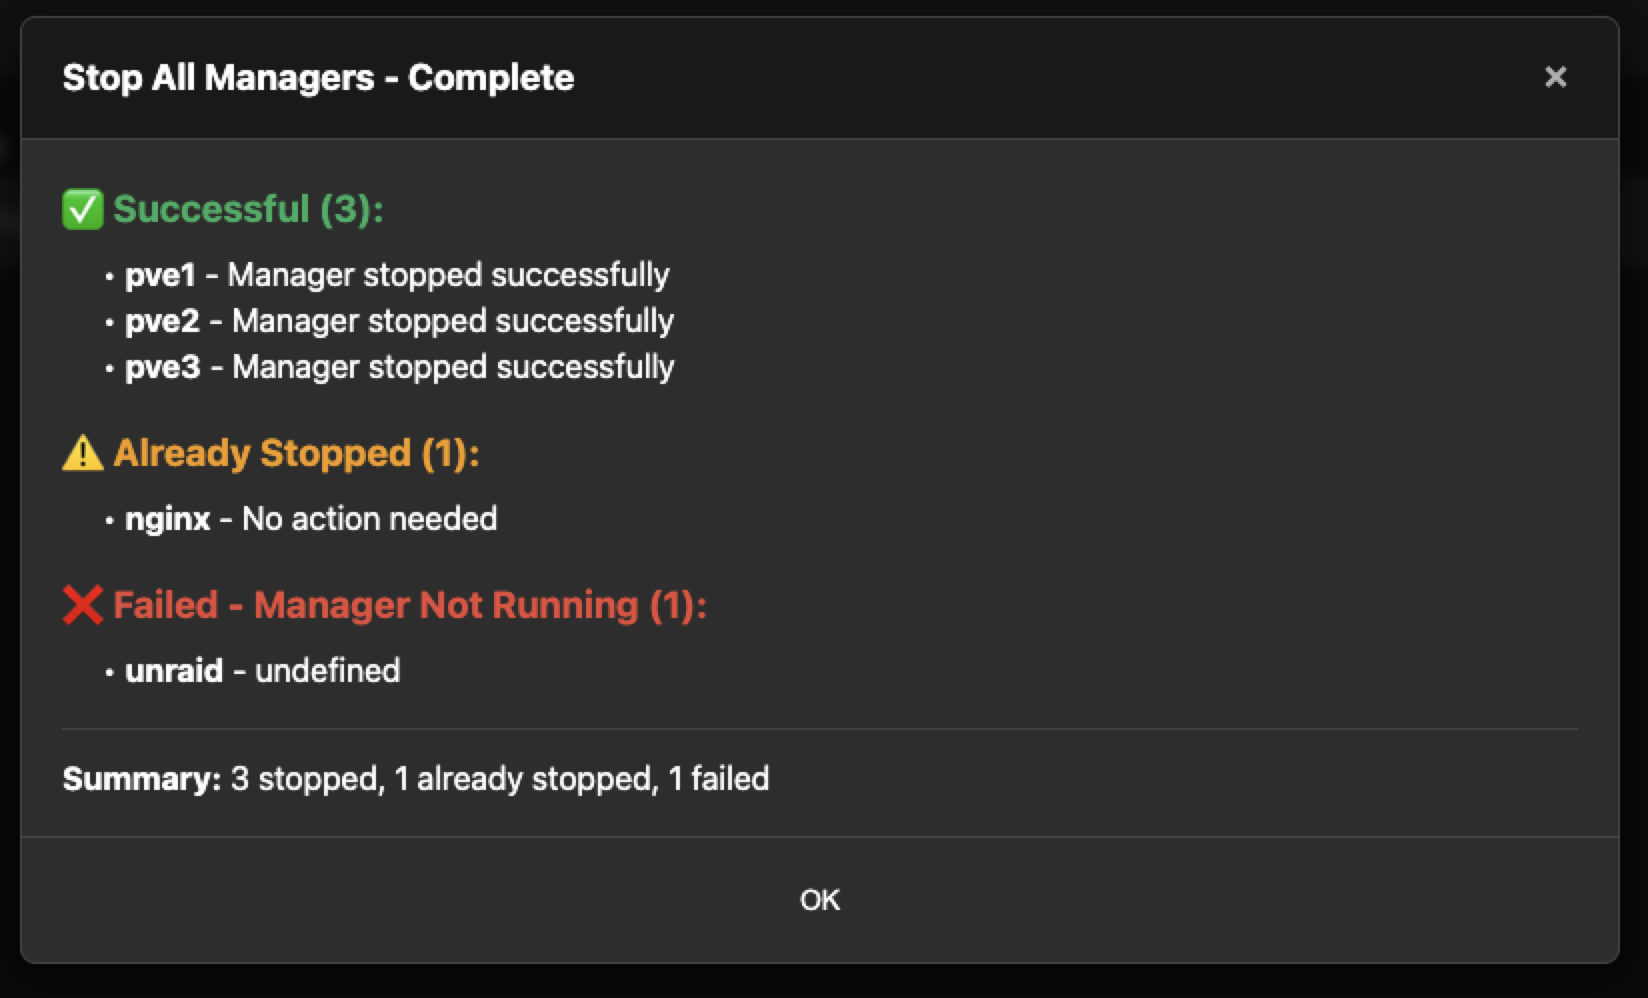 Stop All Managers - Complete
×
✅ Successful (3):
• pve1 - Manager stopped successfully
• pve2 - Manager stopped successfully
• pve3 - Manager stopped successfully
⚠️ Already Stopped (1):
• nginx - No action needed
❌ Failed - Manager Not Running (1):
• unraid - undefined
Summary: 3 stopped, 1 already stopped, 1 failed
OK